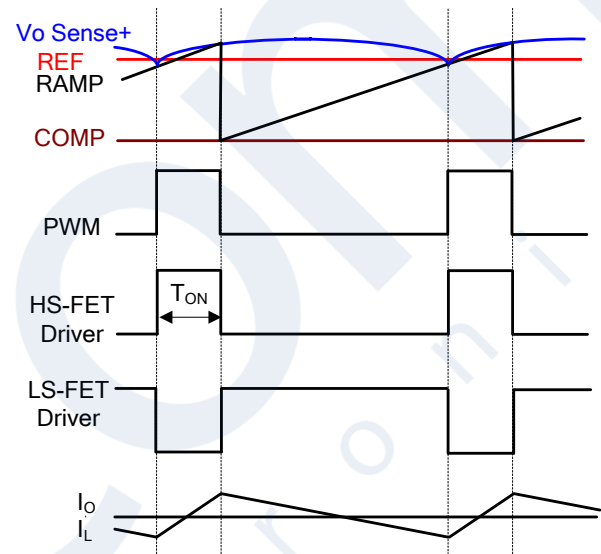 Vo Sense+
REF
RAMP
COMP
PWM
HS-FET
Driver
TON
LS-FET
Driver
IO
IL